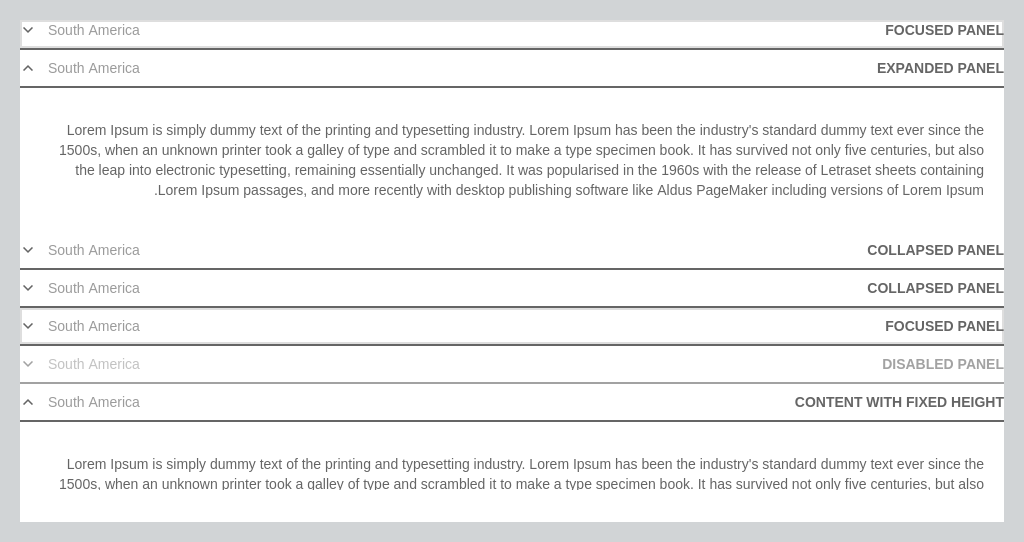 FOCUSED PANEL South America
EXPANDED PANEL South America
Lorem Ipsum is simply dummy text of the printing and typesetting industry. Lorem Ipsum has been the industry's standard dummy text ever since the
1500s, when an unknown printer took a galley of type and scrambled it to make a type specimen book. It has survived not only five centuries, but also
the leap into electronic typesetting, remaining essentially unchanged. It was popularised in the 1960s with the release of Letraset sheets containing
.Lorem Ipsum passages, and more recently with desktop publishing software like Aldus PageMaker including versions of Lorem Ipsum
COLLAPSED PANEL South America
COLLAPSED PANEL South America
FOCUSED PANEL South America
DISABLED PANEL South America
CONTENT WITH FIXED HEIGHT South America
Lorem Ipsum is simply dummy text of the printing and typesetting industry. Lorem Ipsum has been the industry's standard dummy text ever since the
1500s, when an unknown printer took a galley of type and scrambled it to make a type specimen book. It has survived not only five centuries, but also